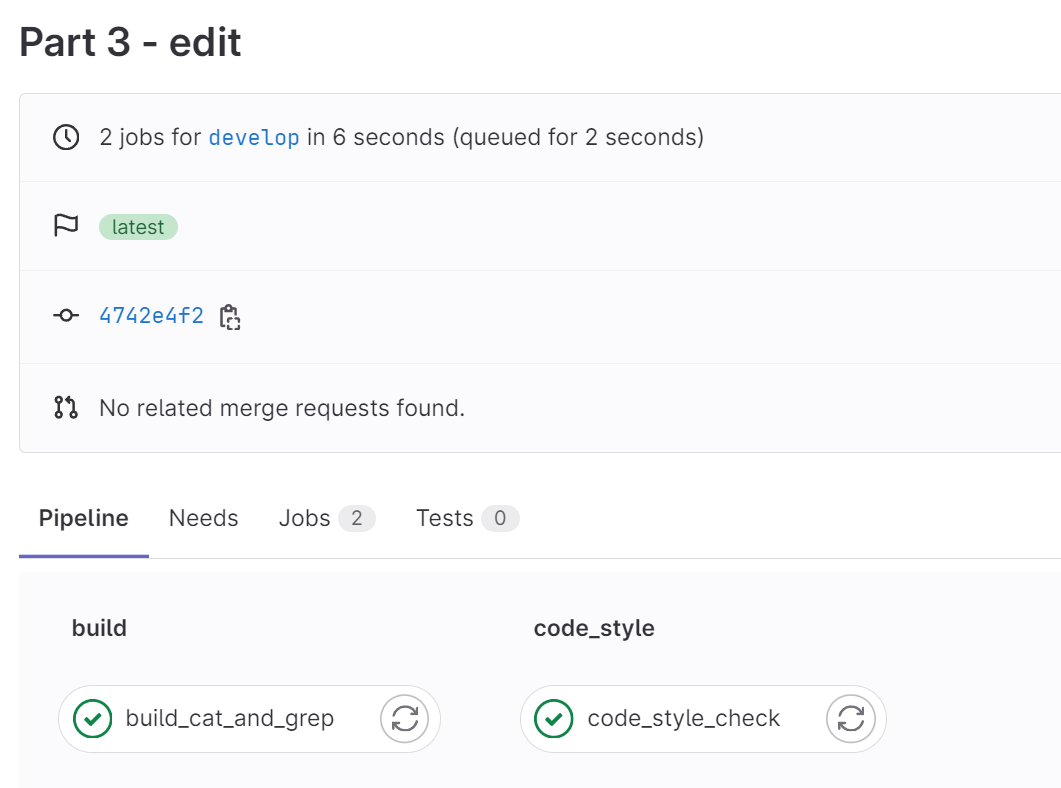 Part 3 - edit
2 jobs for develop in 6 seconds (queued for 2 seconds)
latest
4742e4f2
No related merge requests found.
Pipeline Needs Jobs 2 Tests 0
build code_style
build_cat_and_grep code_style_check